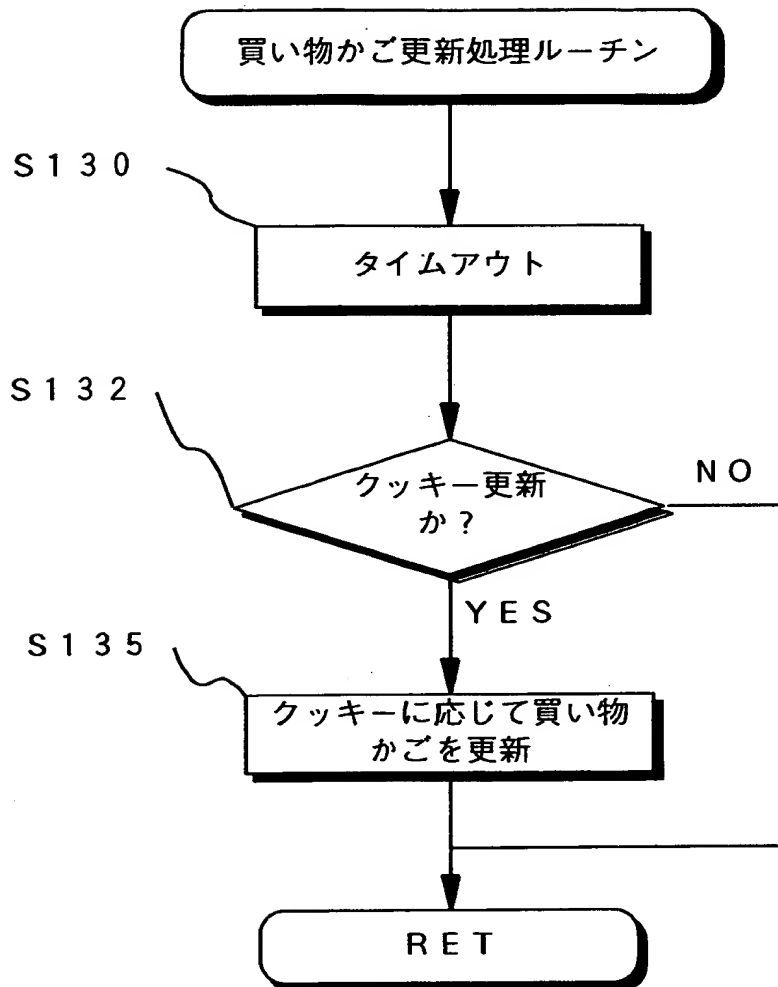 買い物かご更新処理ルーチン
S130
タイムアウト
S132
クッキー更新
か?
NO
YES
S135
クッキーに応じて買い物
かごを更新
RET